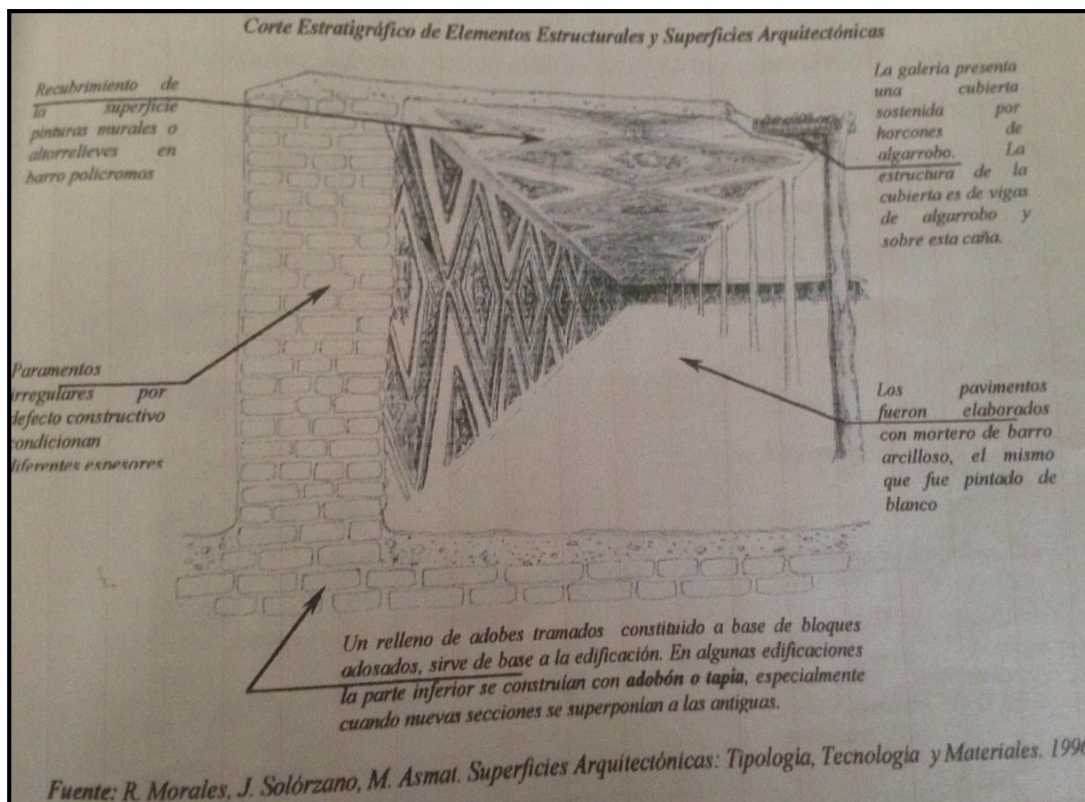 Corte Estratigráfico de Elementos Estructurales y Superficies Arquitectónicas
Recubrimiento de
la superficie
pinturas murales o
altorrelieves en
barro policromos
La galería presenta
una cubierta
sostenida por
horcones de
algarrobo. La
estructura de la
cubierta es de vigas
de algarrobo y
sobre esta caña.
Paramentos
irregulares por
defecto constructivo
condicionan
diferentes espesores
Los pavimentos
fueron elaborados
con mortero de barro
arcilloso, el mismo
que fue pintado de
blanco
Un relleno de adobes tramados constituido a base de bloques
adosados, sirve de base a la edificación. En algunas edificaciones
la parte inferior se construían con adobón o tapia, especialmente
cuando nuevas secciones se superponían a las antiguas.
Fuente: R. Morales, J. Solórzano, M. Asmat. Superficies Arquitectónicas: Tipología, Tecnología y Materiales.